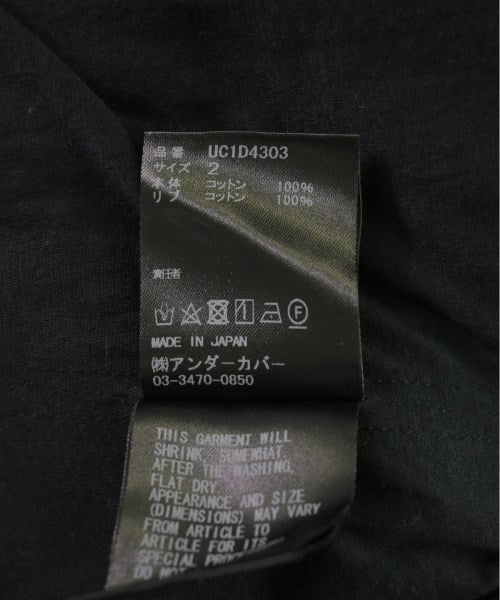 品番 UC1D4303
サイズ 2
本体 コットン 100%
リブ コットン 100%
MADE IN JAPAN
㈱アンダーカバー
03-3470-0850
THIS GARMENT WILL
SHRINK SOMEWHAT
AFTER THE WASHING.
FLAT DRY
APPEARANCE AND SIZE
(DIMENSIONS) MAY VARY
FROM ARTICLE TO
ARTICLE FOR ITS
SPECIAL
DO NOT